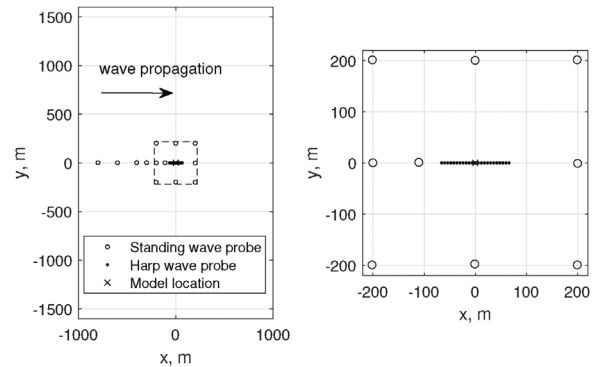 1500
1000
500
0
-500
-1000
-1500
y, m
wave propagation
Standing wave probe
Harp wave probe
Model location
-1000
0
1000
x, m
200
100
0
-100
-200
y, m
-200
-100
0
100
200
x, m